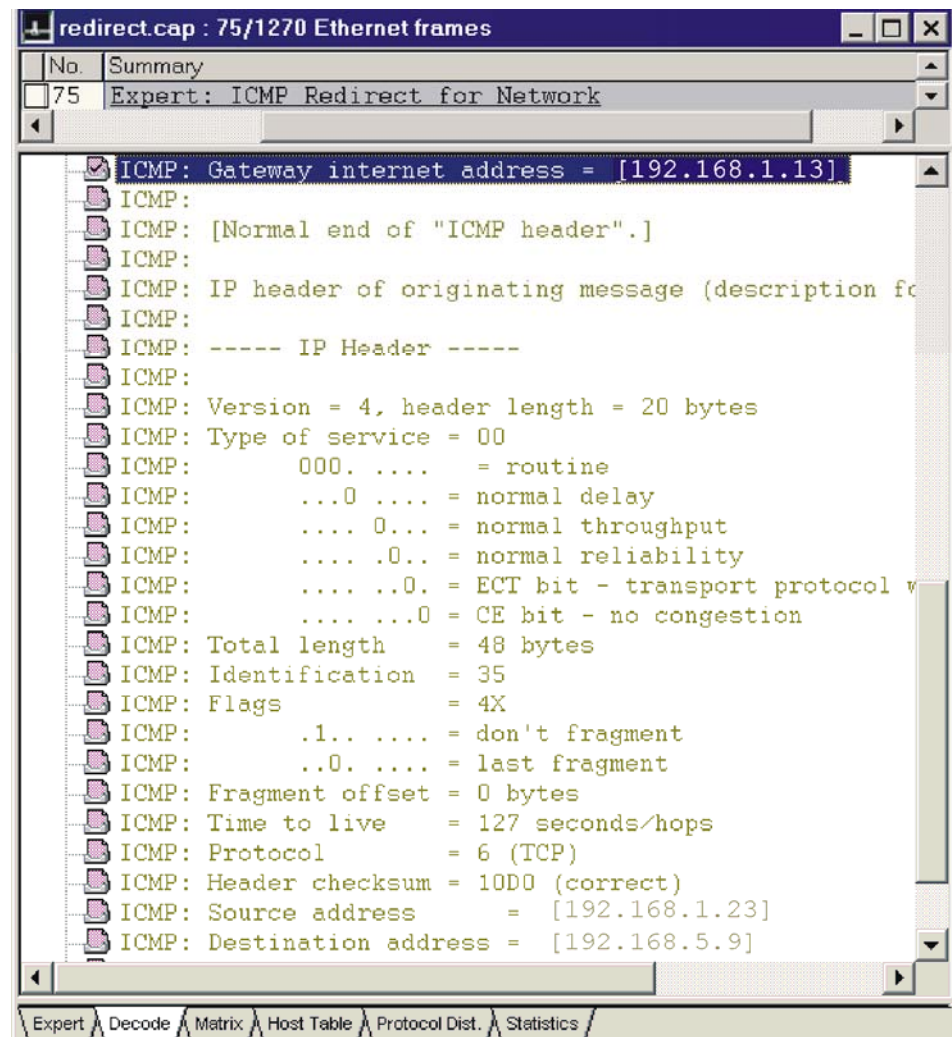 redirect.cap : 75/1270 Ethernet frames
No. Summary
75 Expert: ICMP Redirect for Network
ICMP: Gateway internet address = [192.168.1.13]
ICMP:
ICMP: [Normal end of "ICMP header".]
ICMP:
ICMP: IP header of originating message (description fo
ICMP:
ICMP: ----- IP Header -----
ICMP:
ICMP: Version = 4, header length = 20 bytes
ICMP: Type of service = 00
ICMP: 000. .... = routine
ICMP: ...0 .... = normal delay
ICMP: .... 0... = normal throughput
ICMP: .... .0.. = normal reliability
ICMP: .... ..0. = ECT bit - transport protocol w
ICMP: .... ...0 = CE bit - no congestion
ICMP: Total length = 48 bytes
ICMP: Identification = 35
ICMP: Flags = 4X
ICMP: .1.. .... = don't fragment
ICMP: ..0. .... = last fragment
ICMP: Fragment offset = 0 bytes
ICMP: Time to live = 127 seconds/hops
ICMP: Protocol = 6 (TCP)
ICMP: Header checksum = 10D0 (correct)
ICMP: Source address = [192.168.1.23]
ICMP: Destination address = [192.168.5.9]
Expert Decode Matrix Host Table Protocol Dist. Statistics